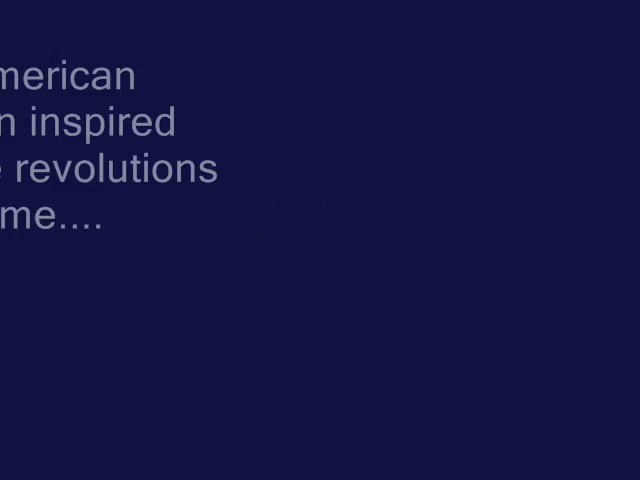 merican
n inspired
e revolutions
me....